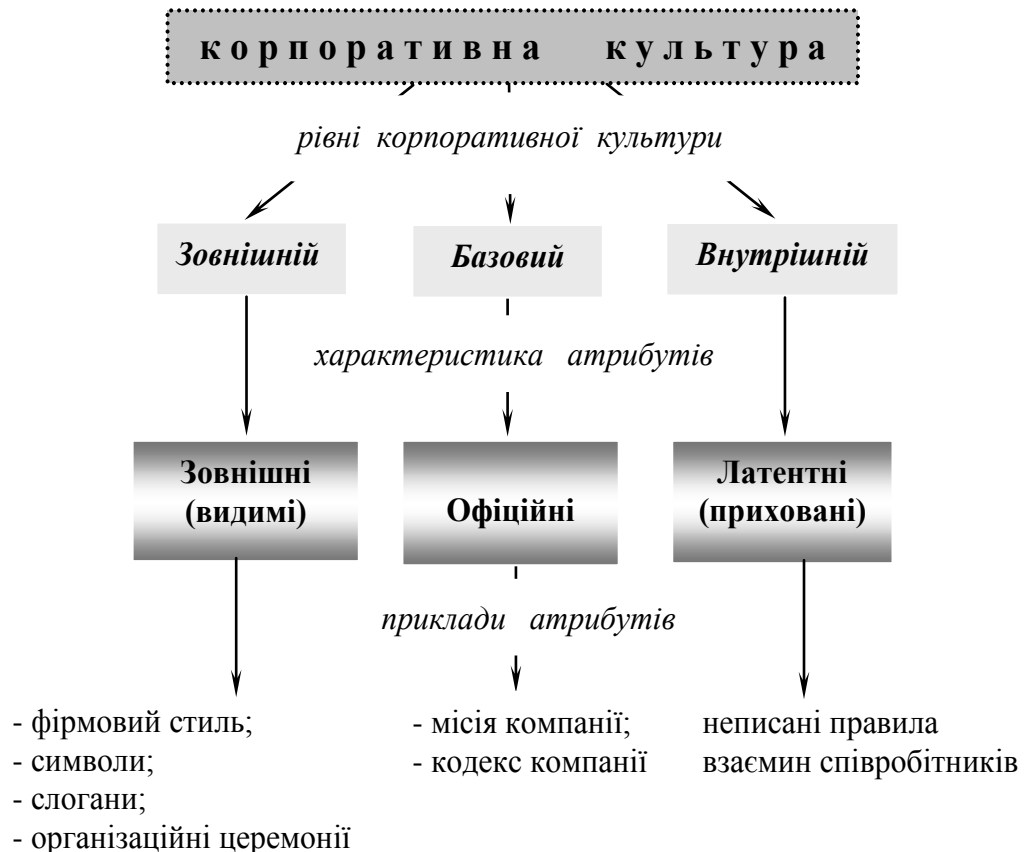 корпоративна культура
рівні корпоративної культури
Зовнішній
Базовий
Внутрішній
характеристика атрибутів
Зовнішні
(видимі)
Офіційні
Латентні
(приховані)
приклади атрибутів
- фірмовий стиль;
- символи;
- слогани;
- організаційні церемонії
- місія компанії;
- кодекс компанії
неписані правила
взаємин співробітників